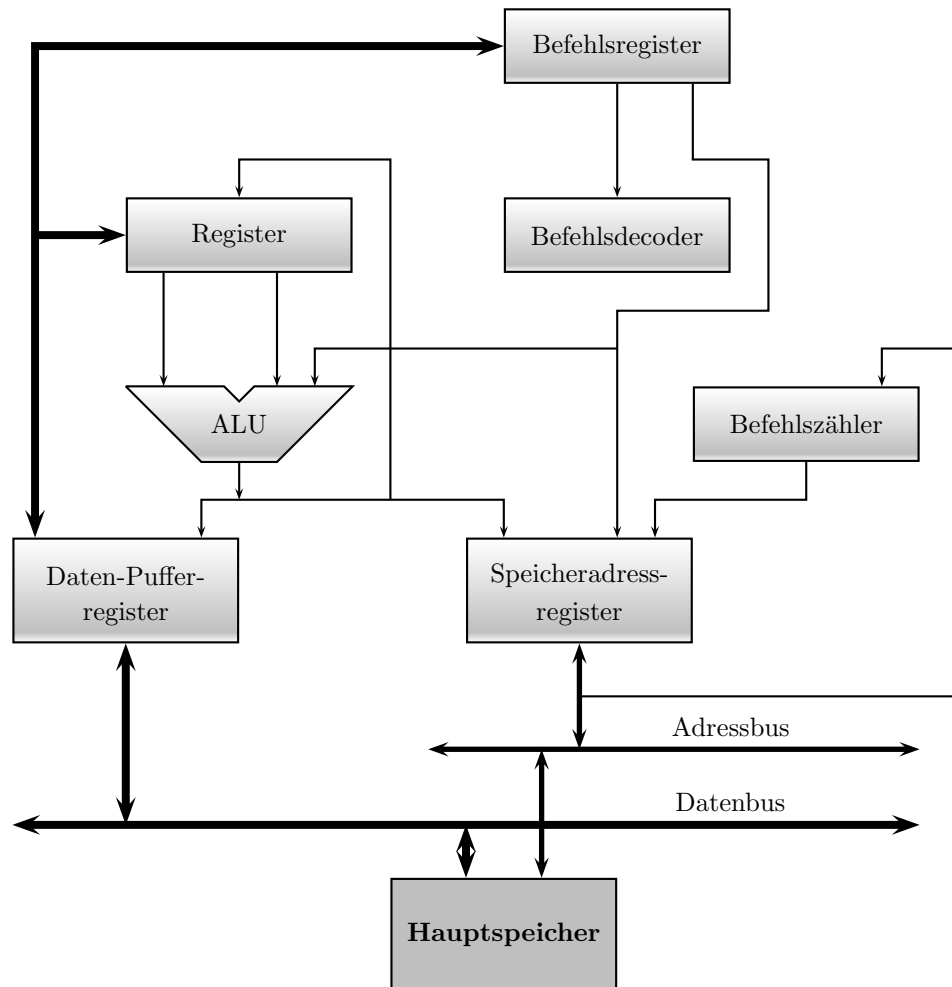 Befehlsregister
Register
Befehlsdecoder
ALU
Befehlszähler
Daten-Puffer-
register
Speicheradress-
register
Adressbus
Datenbus
Hauptspeicher